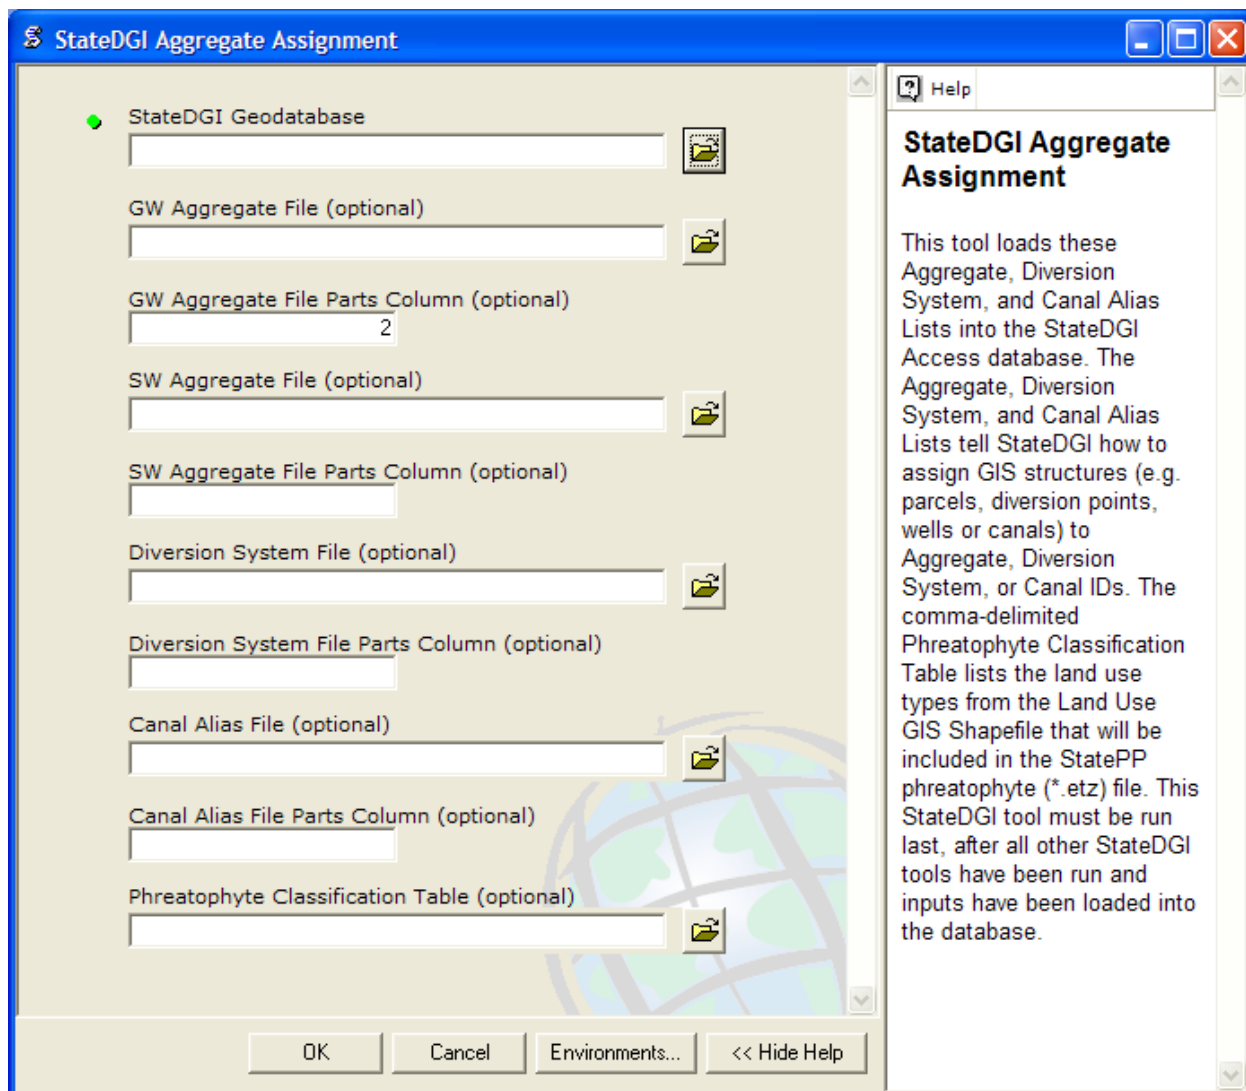 StateDGI Aggregate Assignment
StateDGI Geodatabase
GW Aggregate File (optional)
GW Aggregate File Parts Column (optional)
2
SW Aggregate File (optional)
SW Aggregate File Parts Column (optional)
Diversion System File (optional)
Diversion System File Parts Column (optional)
Canal Alias File (optional)
Canal Alias File Parts Column (optional)
Phreatophyte Classification Table (optional)
OK
Cancel
Environments...
<< Hide Help
Help
StateDGI Aggregate
Assignment
This tool loads these
Aggregate, Diversion
System, and Canal Alias
Lists into the StateDGI
Access database. The
Aggregate, Diversion
System, and Canal Alias
Lists tell StateDGI how to
assign GIS structures (e.g.
parcels, diversion points,
wells or canals) to
Aggregate, Diversion
System, or Canal IDs. The
comma-delimited
Phreatophyte Classification
Table lists the land use
types from the Land Use
GIS Shapefile that will be
included in the StatePP
phreatophyte (*.etz) file. This
StateDGI tool must be run
last, after all other StateDGI
tools have been run and
inputs have been loaded into
the database.